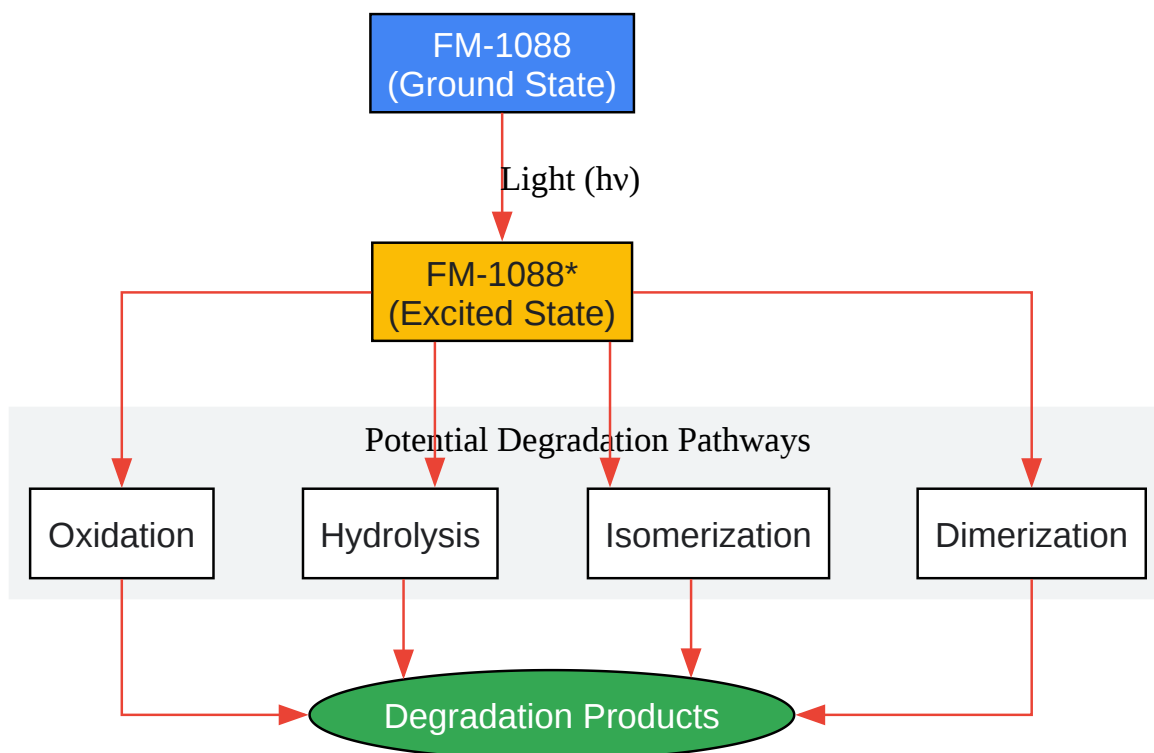 FM-1088
(Ground State)
Light (hν)
FM-1088*
(Excited State)
Potential Degradation Pathways
Oxidation
Hydrolysis
Isomerization
Dimerization
Degradation Products